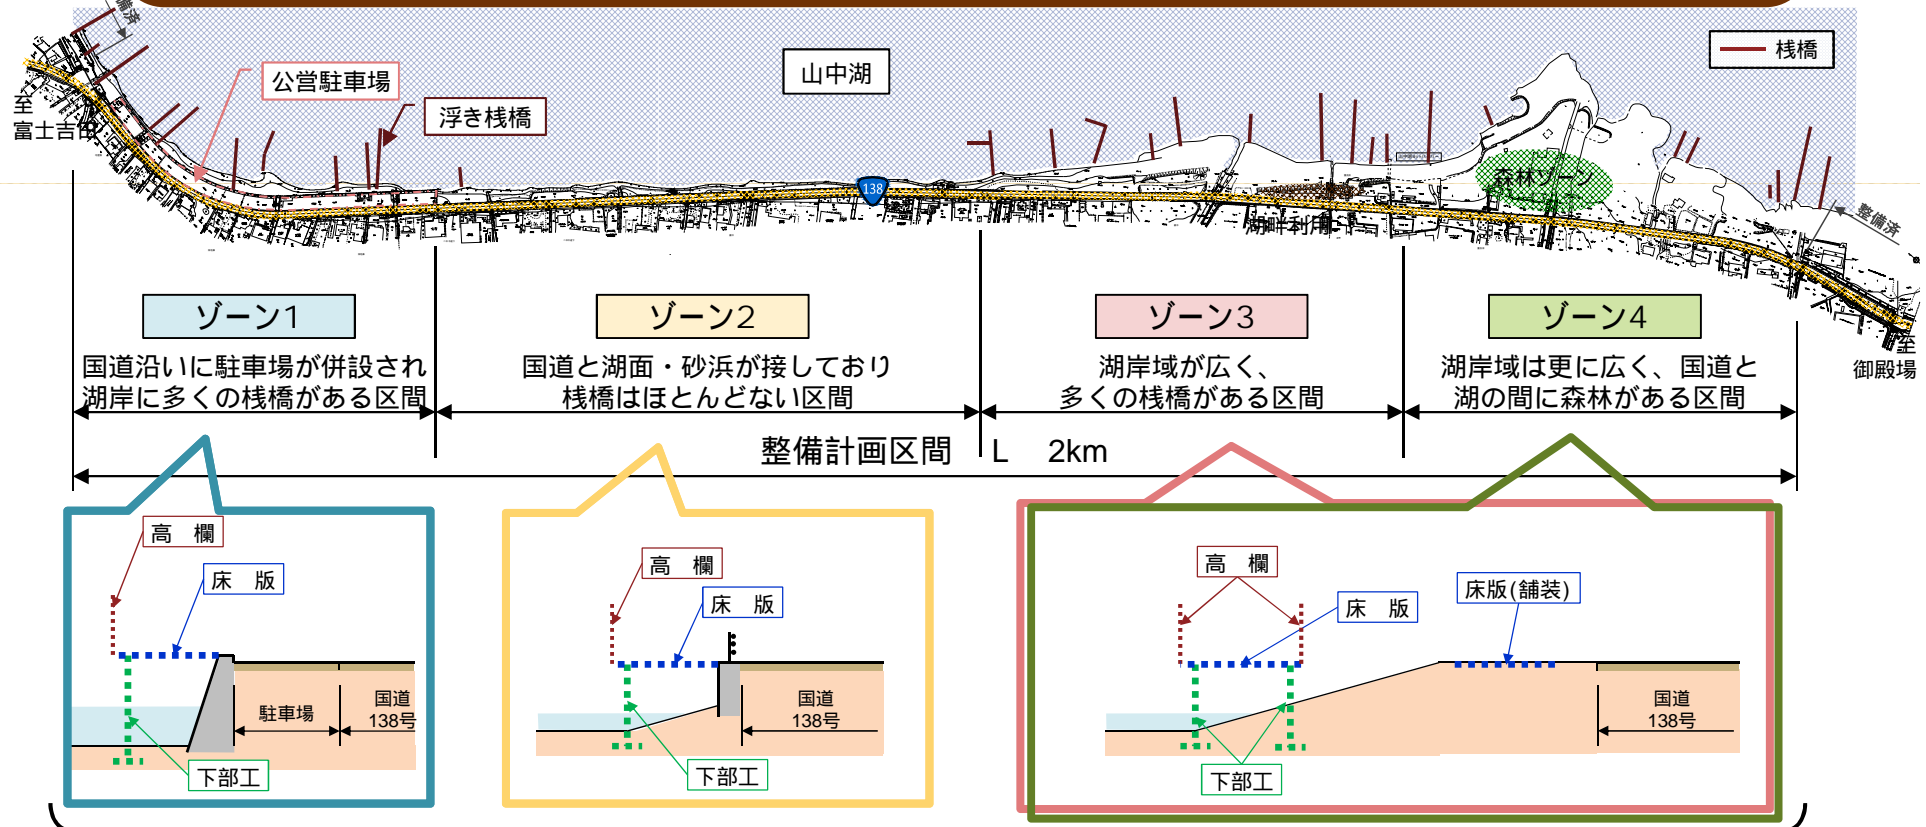 備済
公営駐車場
山中湖
桟橋
浮き桟橋
至
富士吉田
138
森林ゾーン
湖畔利用
整備済
至
御殿場
ゾーン1
国道沿いに駐車場が併設され
湖岸に多くの桟橋がある区間
ゾーン2
国道と湖面・砂浜が接しており
桟橋はほとんどない区間
ゾーン3
湖岸域が広く、
多くの桟橋がある区間
ゾーン4
湖岸域は更に広く、国道と
湖の間に森林がある区間
整備計画区間 L 2km
高 欄
床 版
駐車場
国道
138号
下部工
高 欄
床 版
国道
138号
下部工
高 欄
床 版
床版(舗装)
国道
138号
下部工